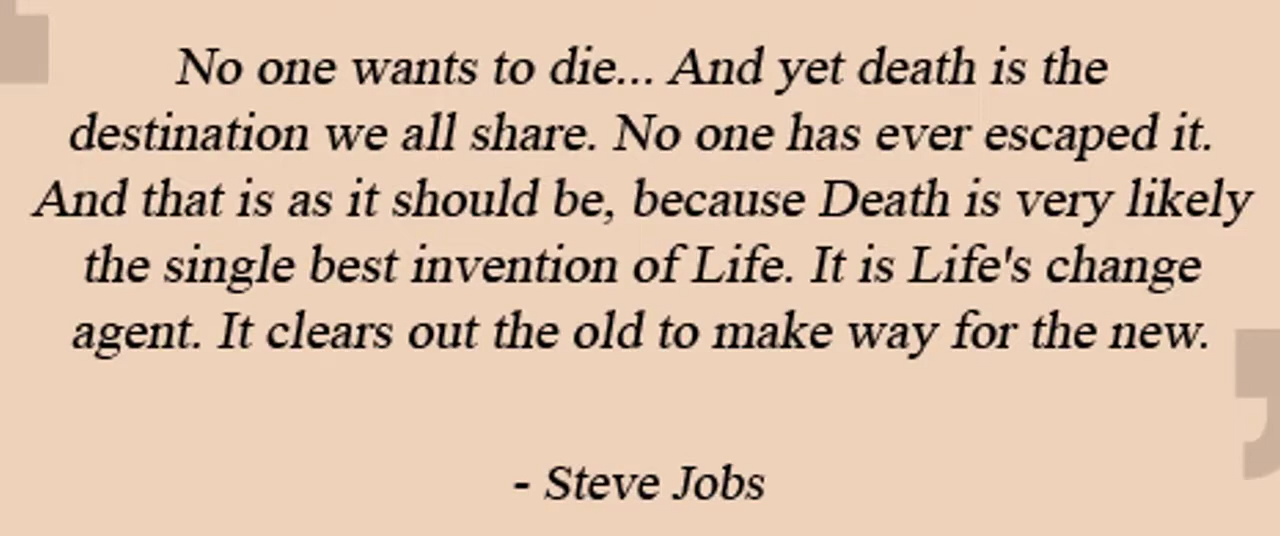 No one wants to die... And yet death is the
destination we all share. No one has ever escaped it.
And that is as it should be, because Death is very likely
the single best invention of Life. It is Life's change
agent. It clears out the old to make way for the new.
- Steve Jobs